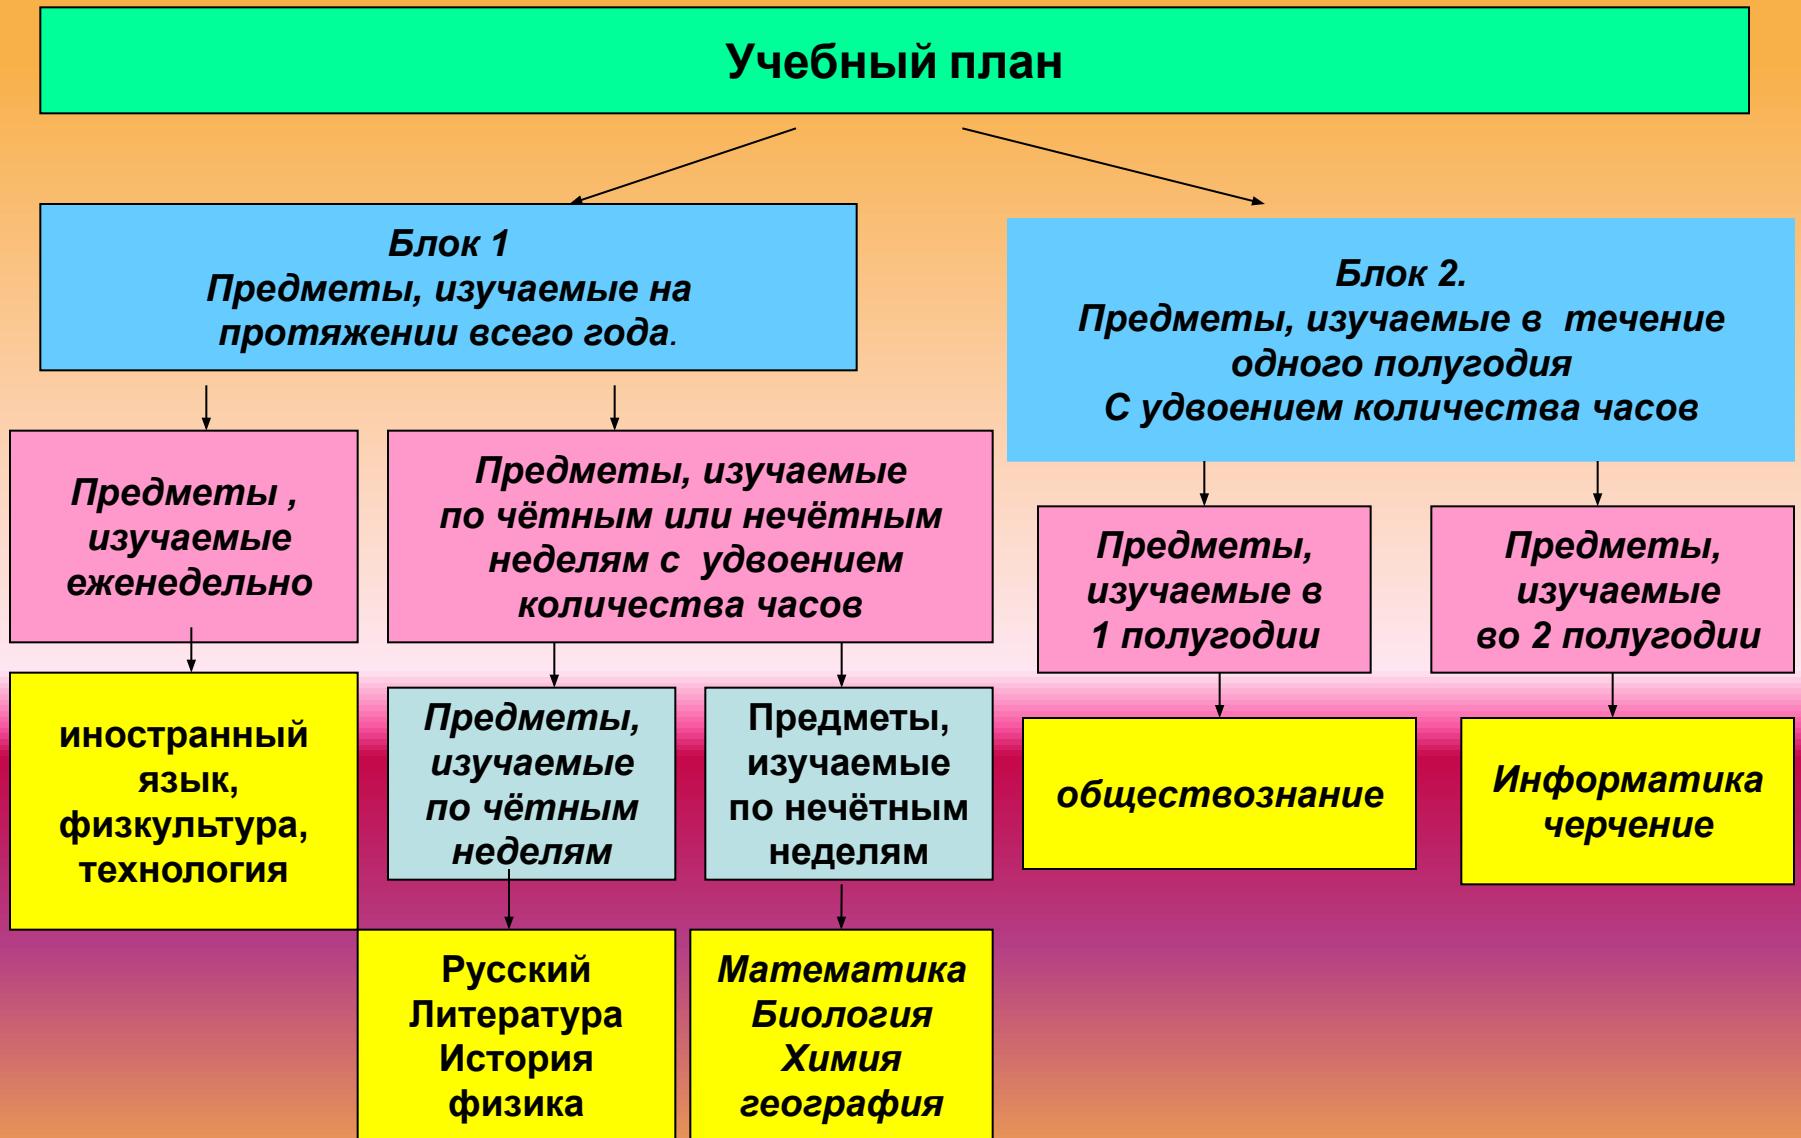 Учебный план
Блок 1
Предметы, изучаемые на
протяжении всего года.
Блок 2.
Предметы, изучаемые в течение
одного полугодия
С удвоением количества часов
Предметы ,
изучаемые
еженедельно
Предметы, изучаемые
по чётным или нечётным
неделям с удвоением
количества часов
Предметы,
изучаемые в
1 полугодии
Предметы,
изучаемые
во 2 полугодии
иностранный
язык,
физкультура,
технология
Предметы,
изучаемые
по чётным
неделям
Предметы,
изучаемые
по нечётным
неделям
обществознание
Информатика
черчение
Русский
Литература
История
физика
Математика
Биология
Химия
география